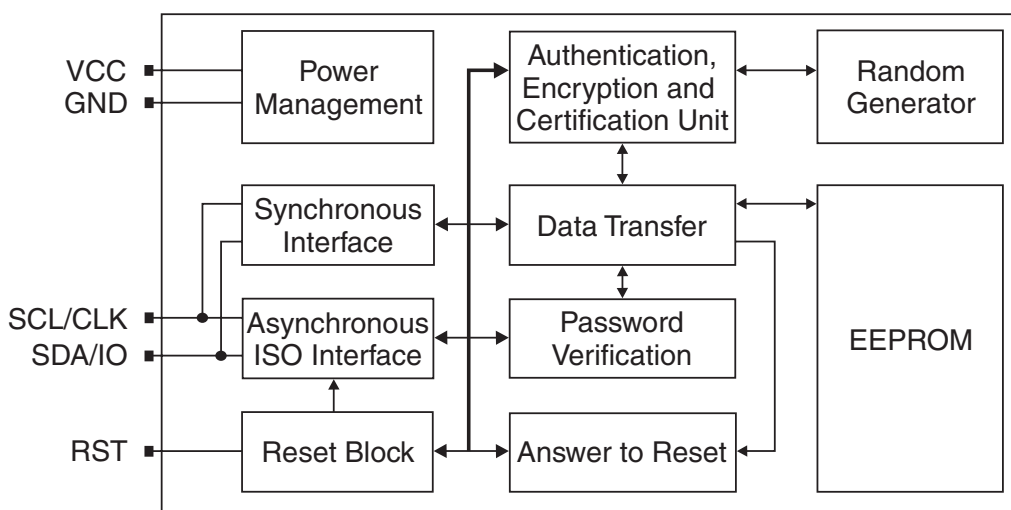 VCC
GND
Power
Management
Authentication,
Encryption and
Certification Unit
Random
Generator
Synchronous
Interface
Data Transfer
SCL/CLK
SDA/IO
Asynchronous
ISO Interface
Password
Verification
EEPROM
RST
Reset Block
Answer to Reset